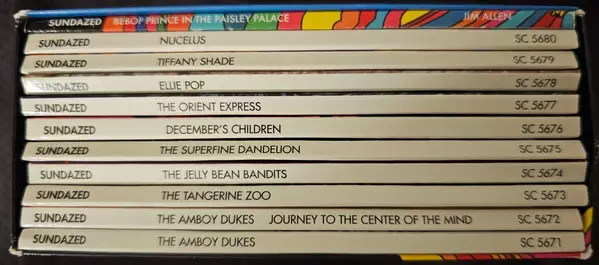 SUNDAZED BEBOP PRINCE IN THE PAISLEY PALACE JIM ALLEN
SUNDAZED NUCELUS SC 5680
SUNDAZED TIFFANY SHADE SC 5679
SUNDAZED ELLIE POP SC 5678
SUNDAZED THE ORIENT EXPRESS SC 5677
SUNDAZED DECEMBER'S CHILDREN SC 5676
SUNDAZED THE SUPERFINE DANDELION SC 5675
SUNDAZED THE JELLY BEAN BANDITS SC 5674
SUNDAZED THE TANGERINE ZOO SC 5673
SUNDAZED THE AMBOY DUKES JOURNEY TO THE CENTER OF THE MIND SC 5672
SUNDAZED THE AMBOY DUKES SC 5671